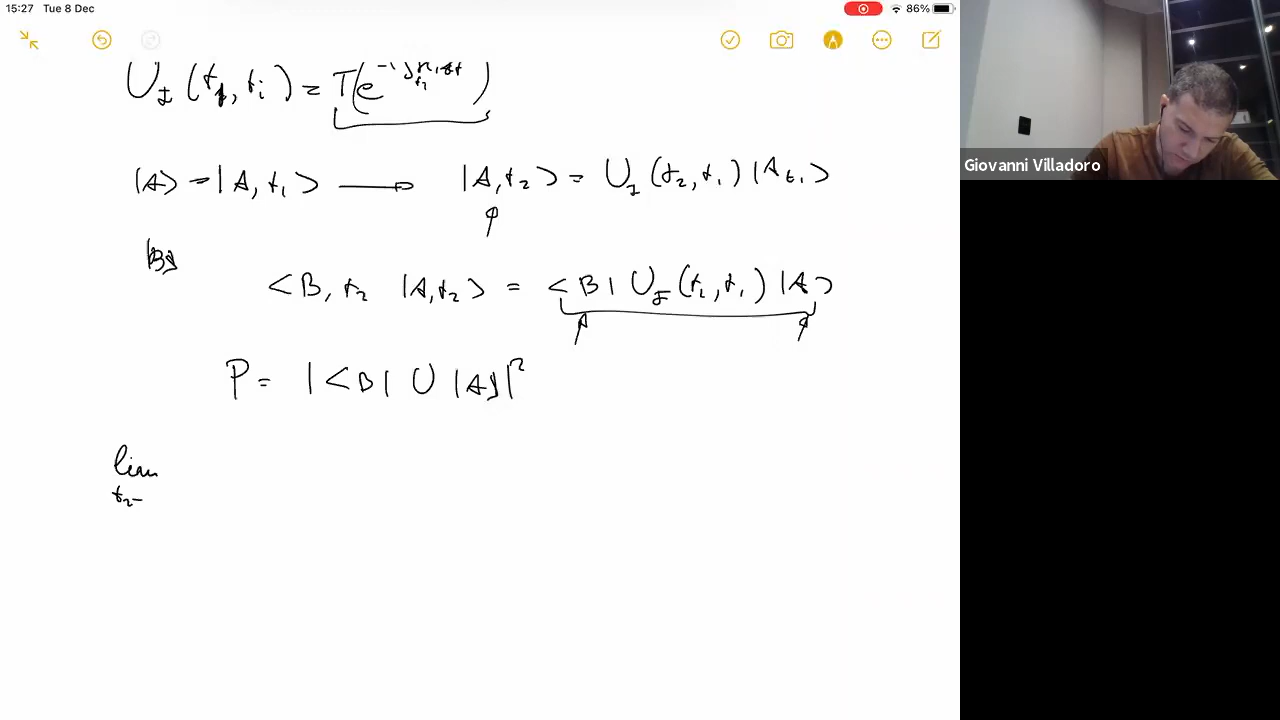 15:27 Tue 8 Dec 86%
U_I (t_f, t_i) = T(e^{-i∫H_I dt})
Giovanni Villadoro
|A> = |A, t_1> → |A, t_2> = U_I (t_2, t_1) |A t_1>
|B>
<B, t_2 |A, t_2> = <B| U_I (t_2, t_1) |A>
P = |<B| U |A>|^2
lim
t_2-